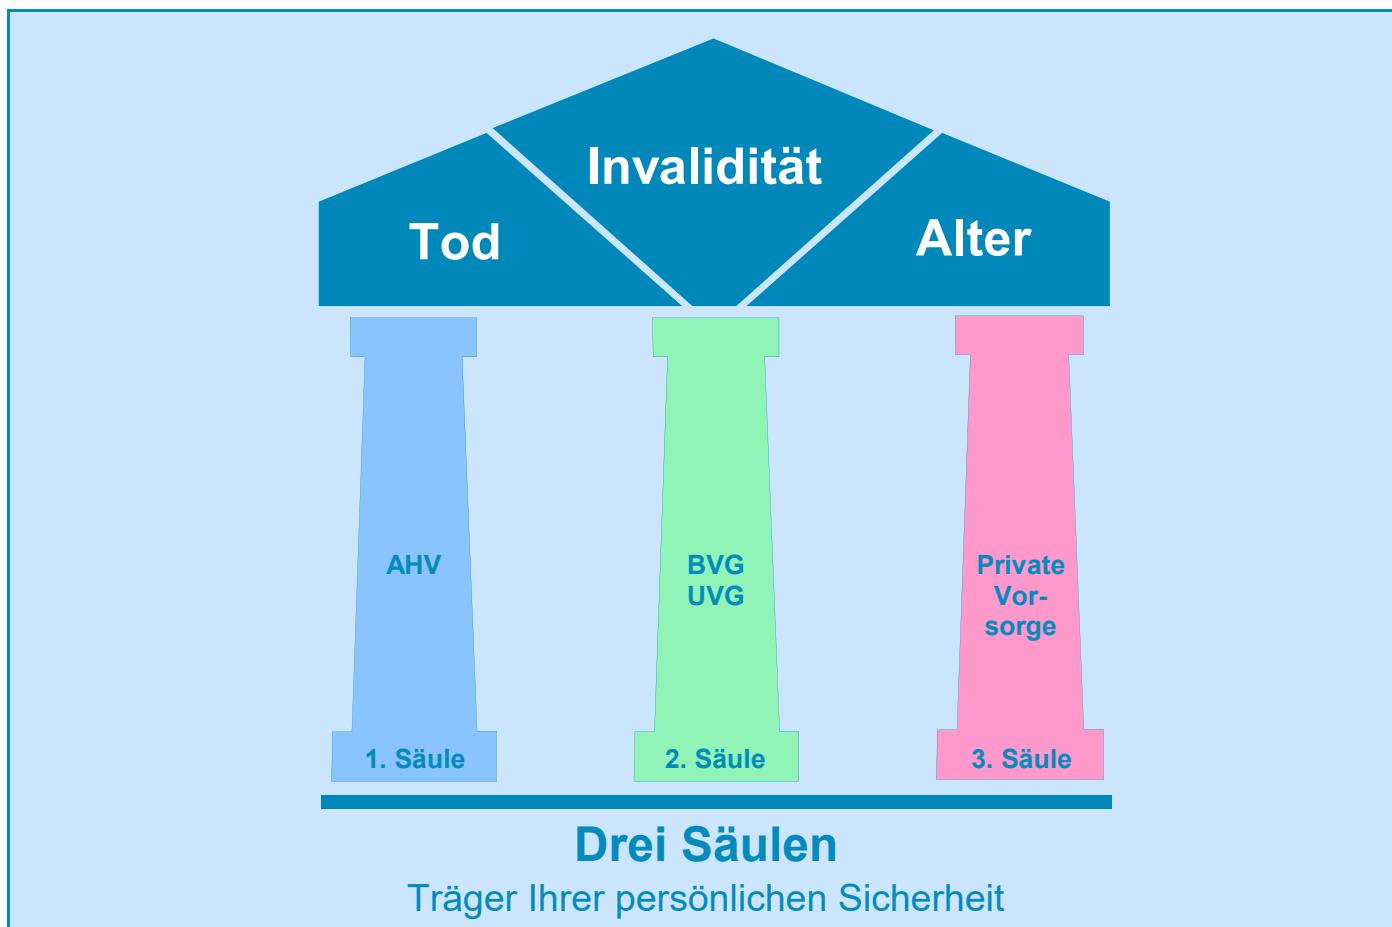 Invalidität
Tod
Alter
AHV
BVG
UVG
Private
Vor-
sorge
1. Säule
2. Säule
3. Säule
Drei Säulen
Träger Ihrer persönlichen Sicherheit